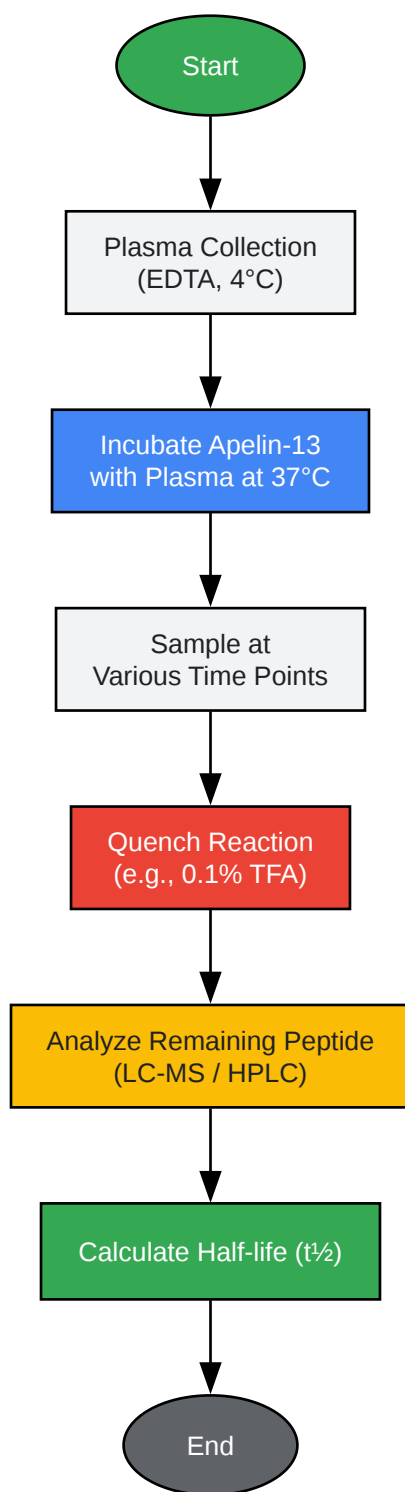 Start
Plasma Collection
(EDTA, 4°C)
Incubate Apelin-13
with Plasma at 37°C
Sample at
Various Time Points
Quench Reaction
(e.g., 0.1% TFA)
Analyze Remaining Peptide
(LC-MS / HPLC)
Calculate Half-life (t½)
End